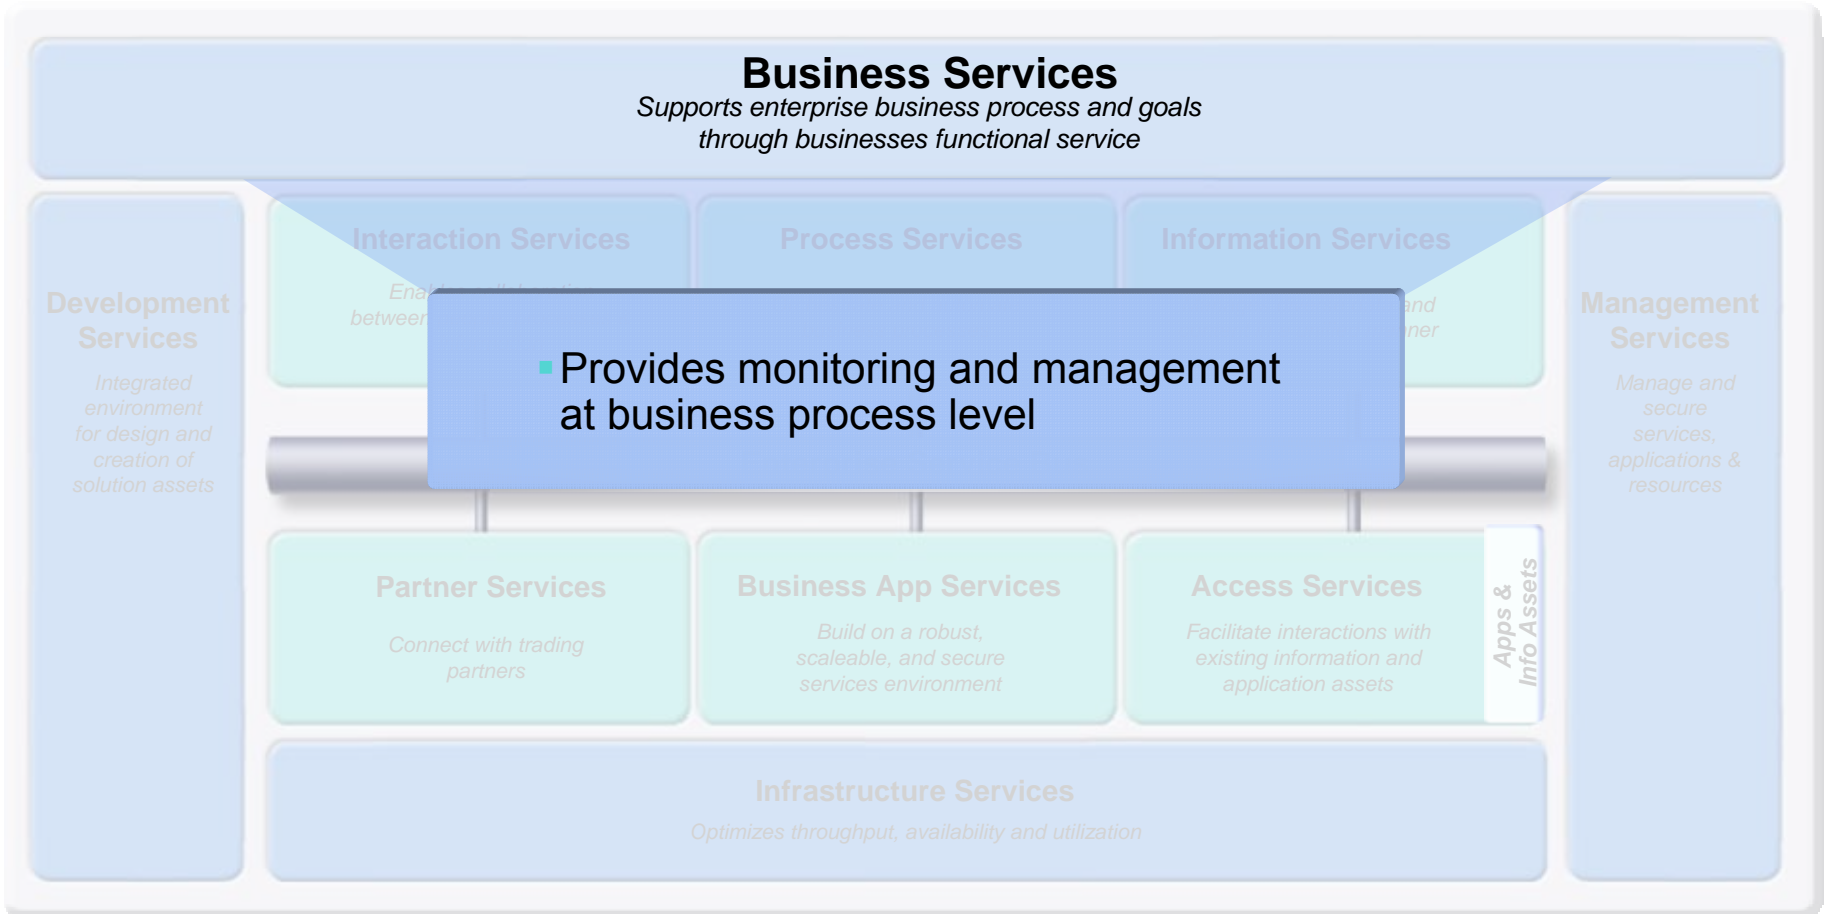 Business Services
Supports enterprise business process and goals
through businesses functional service
Interaction Services
Process Services
Information Services
between
and
Development
Services
Integrated
environment
for design and
creation of
solution assets
▪Provides monitoring and management
at business process level
Management
Services
Manage and
secure
services,
applications &
resources
Partner Services
Connect with trading
partners
Business App Services
Build on a robust,
scaleable, and secure
services environment
Access Services
Facilitate interactions with
existing information and
application assets
Apps &
Info Assets
Infrastructure Services
Optimizes throughput, availability and utilization